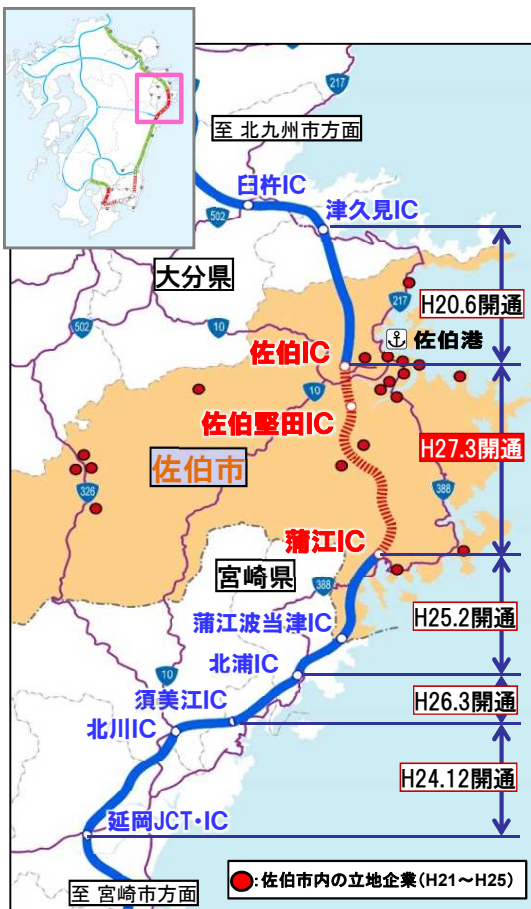 217
至 北九州市方面
臼杵IC
津久見IC
502
大分県
217
H20.6開通
502
10
佐伯港
佐伯IC
10
佐伯堅田IC
H27.3開通
佐伯市
326
388
蒲江IC
宮崎県
388
蒲江波当津IC
H25.2開通
北浦IC
10
須美江IC
H26.3開通
北川IC
H24.12開通
延岡JCT・IC
至 宮崎市方面
:佐伯市内の立地企業(H21～H25)